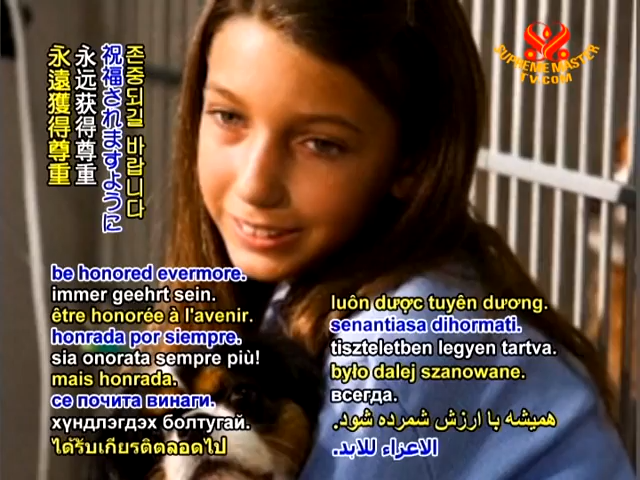 SUPREME MASTER
TV.COM
존중되길 바랍니다
祝福されますように
永远获得尊重
永遠獲得尊重
be honored evermore.
immer geehrt sein.
être honorée à l'avenir.
honrada por siempre.
sia onorata sempre più!
mais honrada.
се почита винаги.
хүндлэгдэх болтугай.
ได้รับเกียรติตลอดไป
luôn được tuyên dương.
senantiasa dihormati.
tiszteletben legyen tartva.
było dalej szanowane.
всегда.
همیشه با ارزش شمرده شود.
الاعزاء للابد.